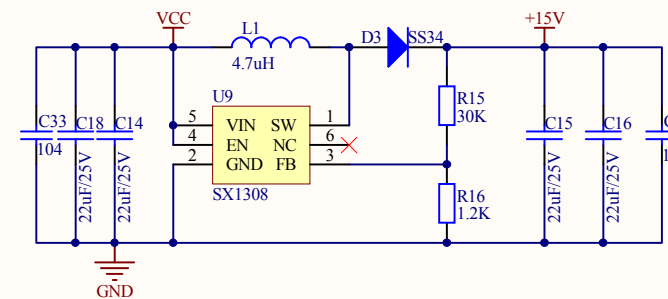 VCC
L1
4.7uH
D3
SS34
+15V
C33
104
C18
22uF/25V
C14
22uF/25V
U9
5
VIN
SW
1
4
EN
NC
6
2
GND
FB
3
SX1308
R15
30K
R16
1.2K
C15
22uF/25V
C16
22uF/25V
GND